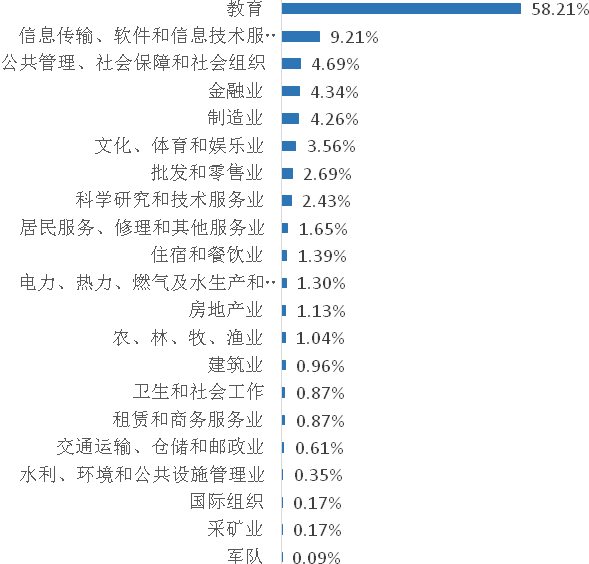 教育 58.21%
信息传输、软件和信息技术服… 9.21%
公共管理、社会保障和社会组织 4.69%
金融业 4.34%
制造业 4.26%
文化、体育和娱乐业 3.56%
批发和零售业 2.69%
科学研究和技术服务业 2.43%
居民服务、修理和其他服务业 1.65%
住宿和餐饮业 1.39%
电力、热力、燃气及水生产和… 1.30%
房地产业 1.13%
农、林、牧、渔业 1.04%
建筑业 0.96%
卫生和社会工作 0.87%
租赁和商务服务业 0.87%
交通运输、仓储和邮政业 0.61%
水利、环境和公共设施管理业 0.35%
国际组织 0.17%
采矿业 0.17%
军队 0.09%